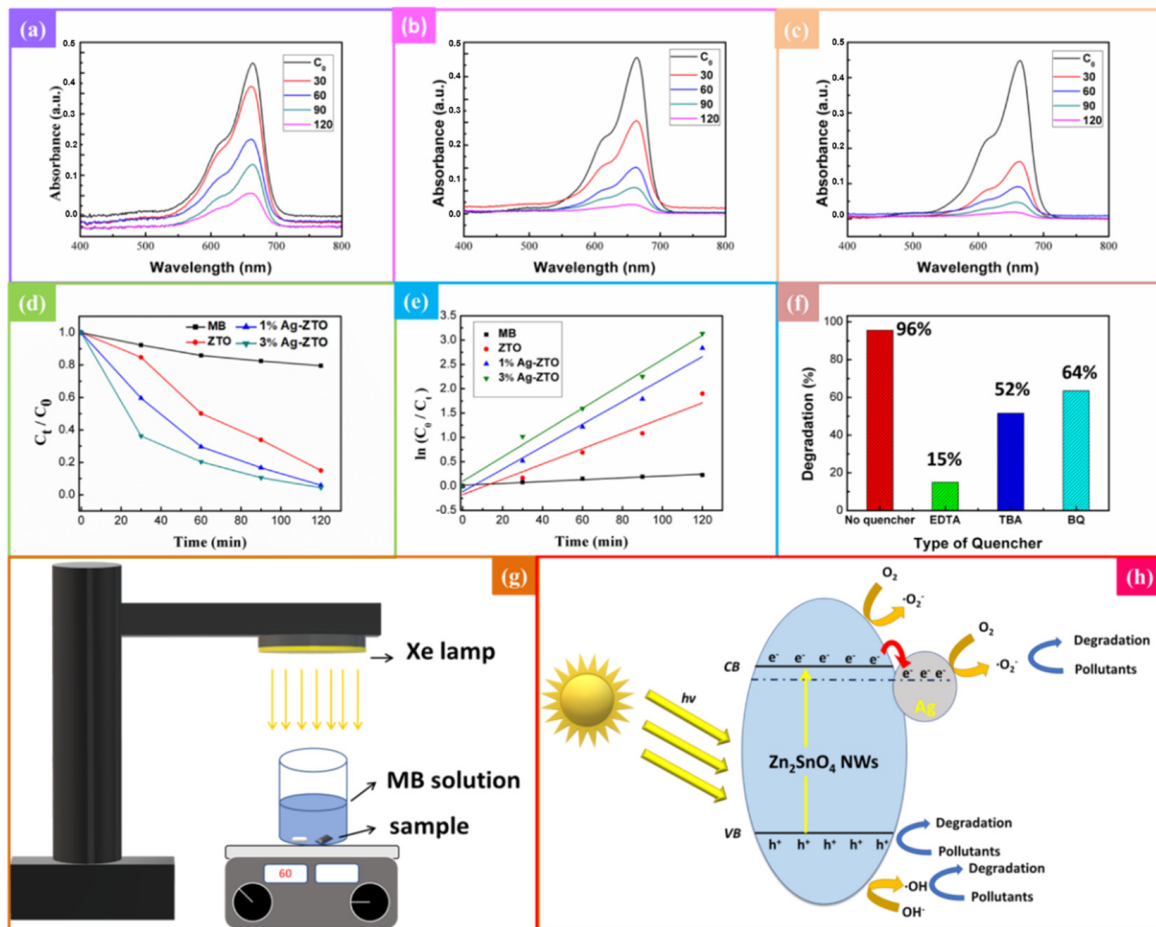 (a)
0.5
0.4
0.3
0.2
0.1
0.0
Absorbance (a.u.)
C0
30
60
90
120
400 500 600 700 800
Wavelength (nm)
(b)
0.5
0.4
0.3
0.2
0.1
0.0
Absorbance (a.u.)
C0
30
60
90
120
400 500 600 700 800
Wavelength (nm)
(c)
0.5
0.4
0.3
0.2
0.1
0.0
Absorbance (a.u.)
C0
30
60
90
120
400 500 600 700 800
Wavelength (nm)
(d)
1.0
0.8
0.6
0.4
0.2
0.0
Ct / C0
MB 1% Ag-ZTO
ZTO 3% Ag-ZTO
0 20 40 60 80 100 120
Time (min)
(e)
3.5
3.0
2.5
2.0
1.5
1.0
0.5
0.0
-0.5
ln (C0 / Ct)
MB
ZTO
1% Ag-ZTO
3% Ag-ZTO
0 20 40 60 80 100 120
Time (min)
(f)
100
80
60
40
20
0
Degradation (%)
96%
15%
52%
64%
No quencher EDTA TBA BQ
Type of Quencher
(g)
Xe lamp
MB solution
sample
60
(h)
O2
·O2-
O2
·O2-
Degradation
Pollutants
CB
e- e- e- e- e-
e- e- e-
Ag
hv
Zn2SnO4 NWs
VB
h+ h+ h+ h+ h+
Degradation
Pollutants
·OH
OH-
Degradation
Pollutants